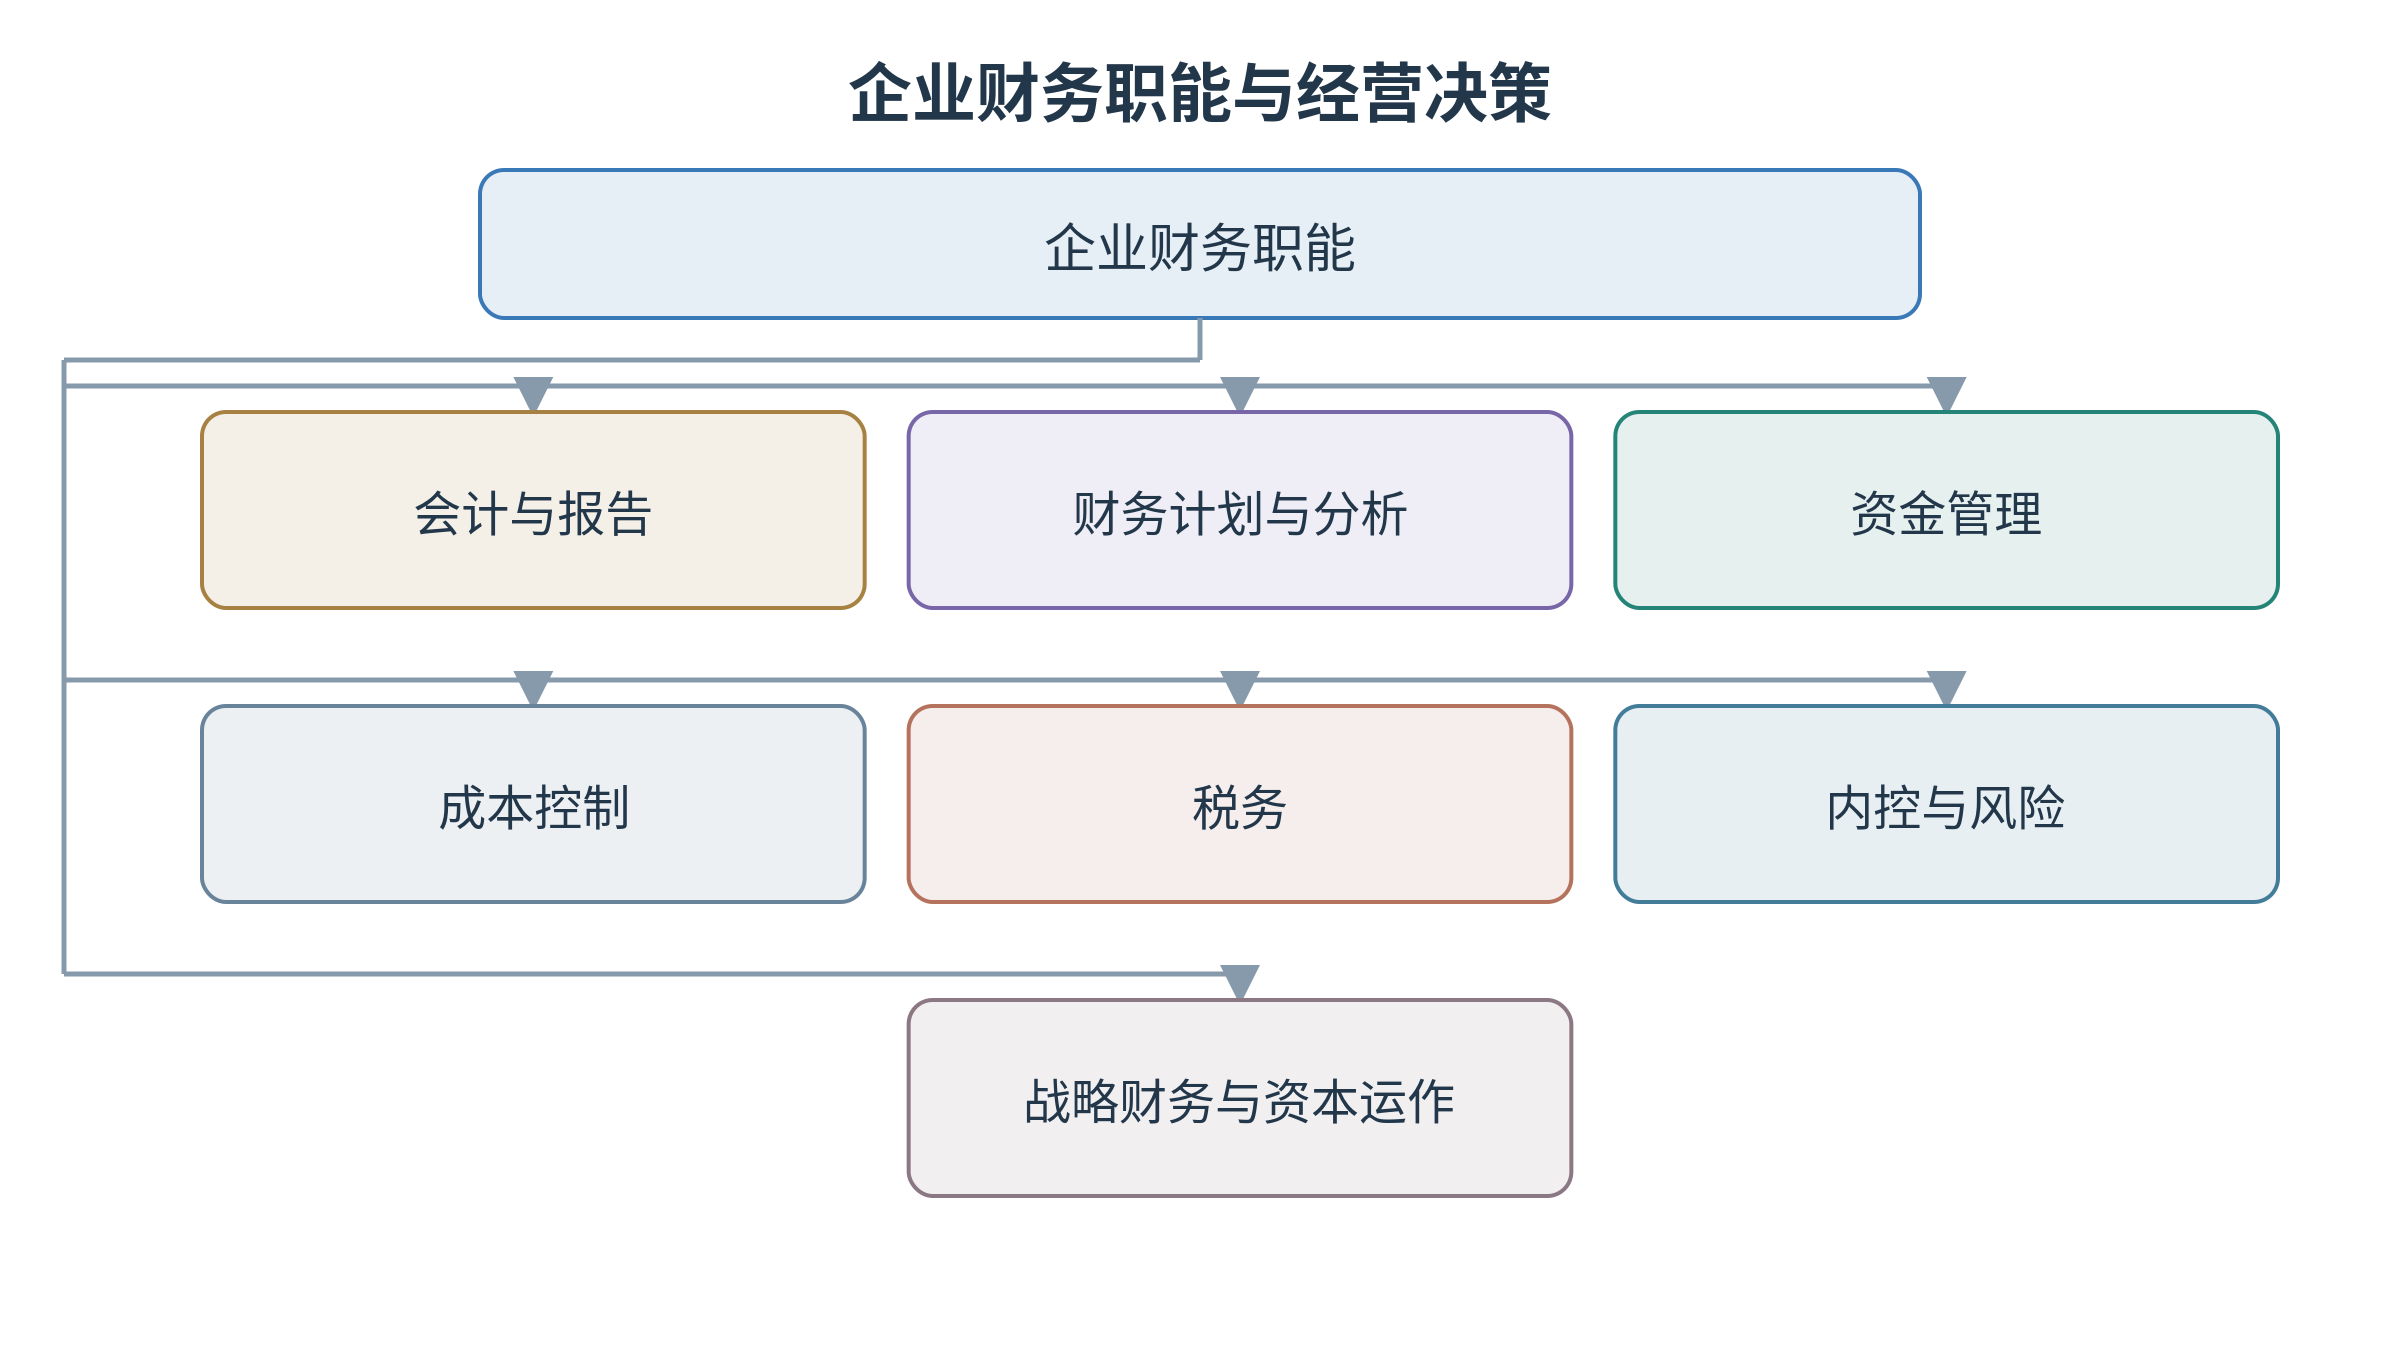 企业财务职能与经营决策
企业财务职能
会计与报告
财务计划与分析
资金管理
成本控制
税务
内控与风险
战略财务与资本运作